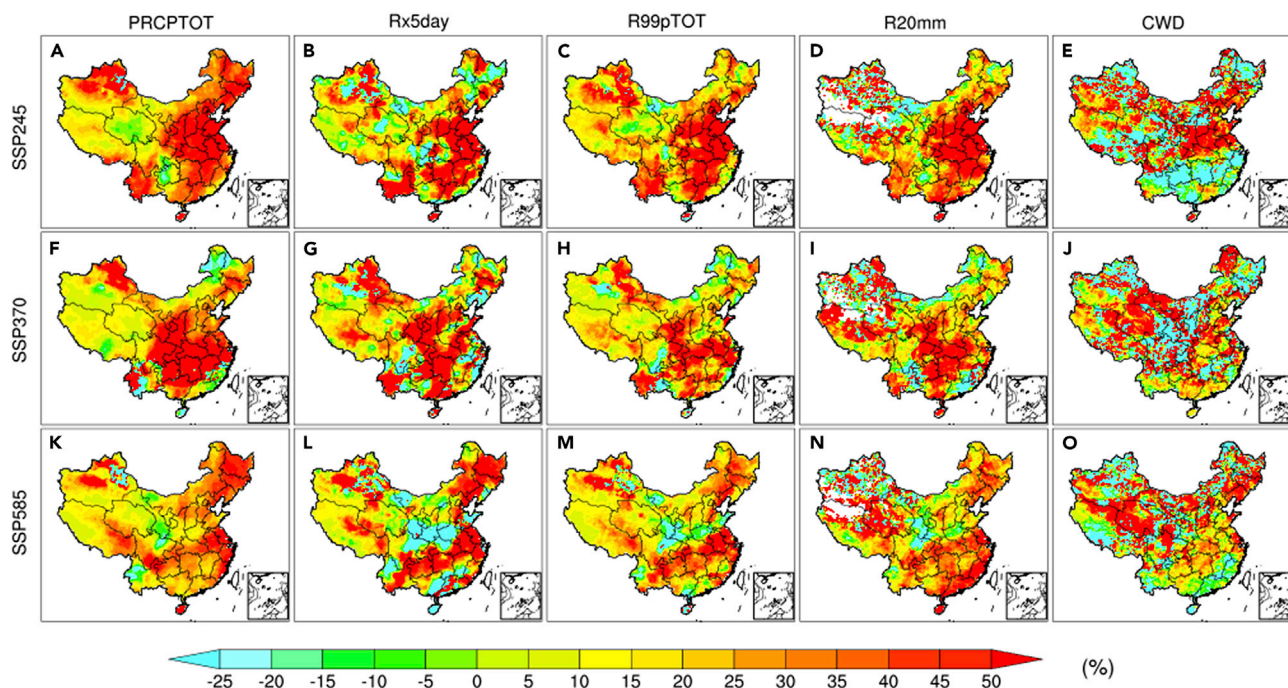 PRCPTOT Rx5day R99pTOT R20mm CWD
A B C D E
SSP245
F G H I J
SSP370
K L M N O
SSP585
-25 -20 -15 -10 -5 0 5 10 15 20 25 30 35 40 45 50 (%)